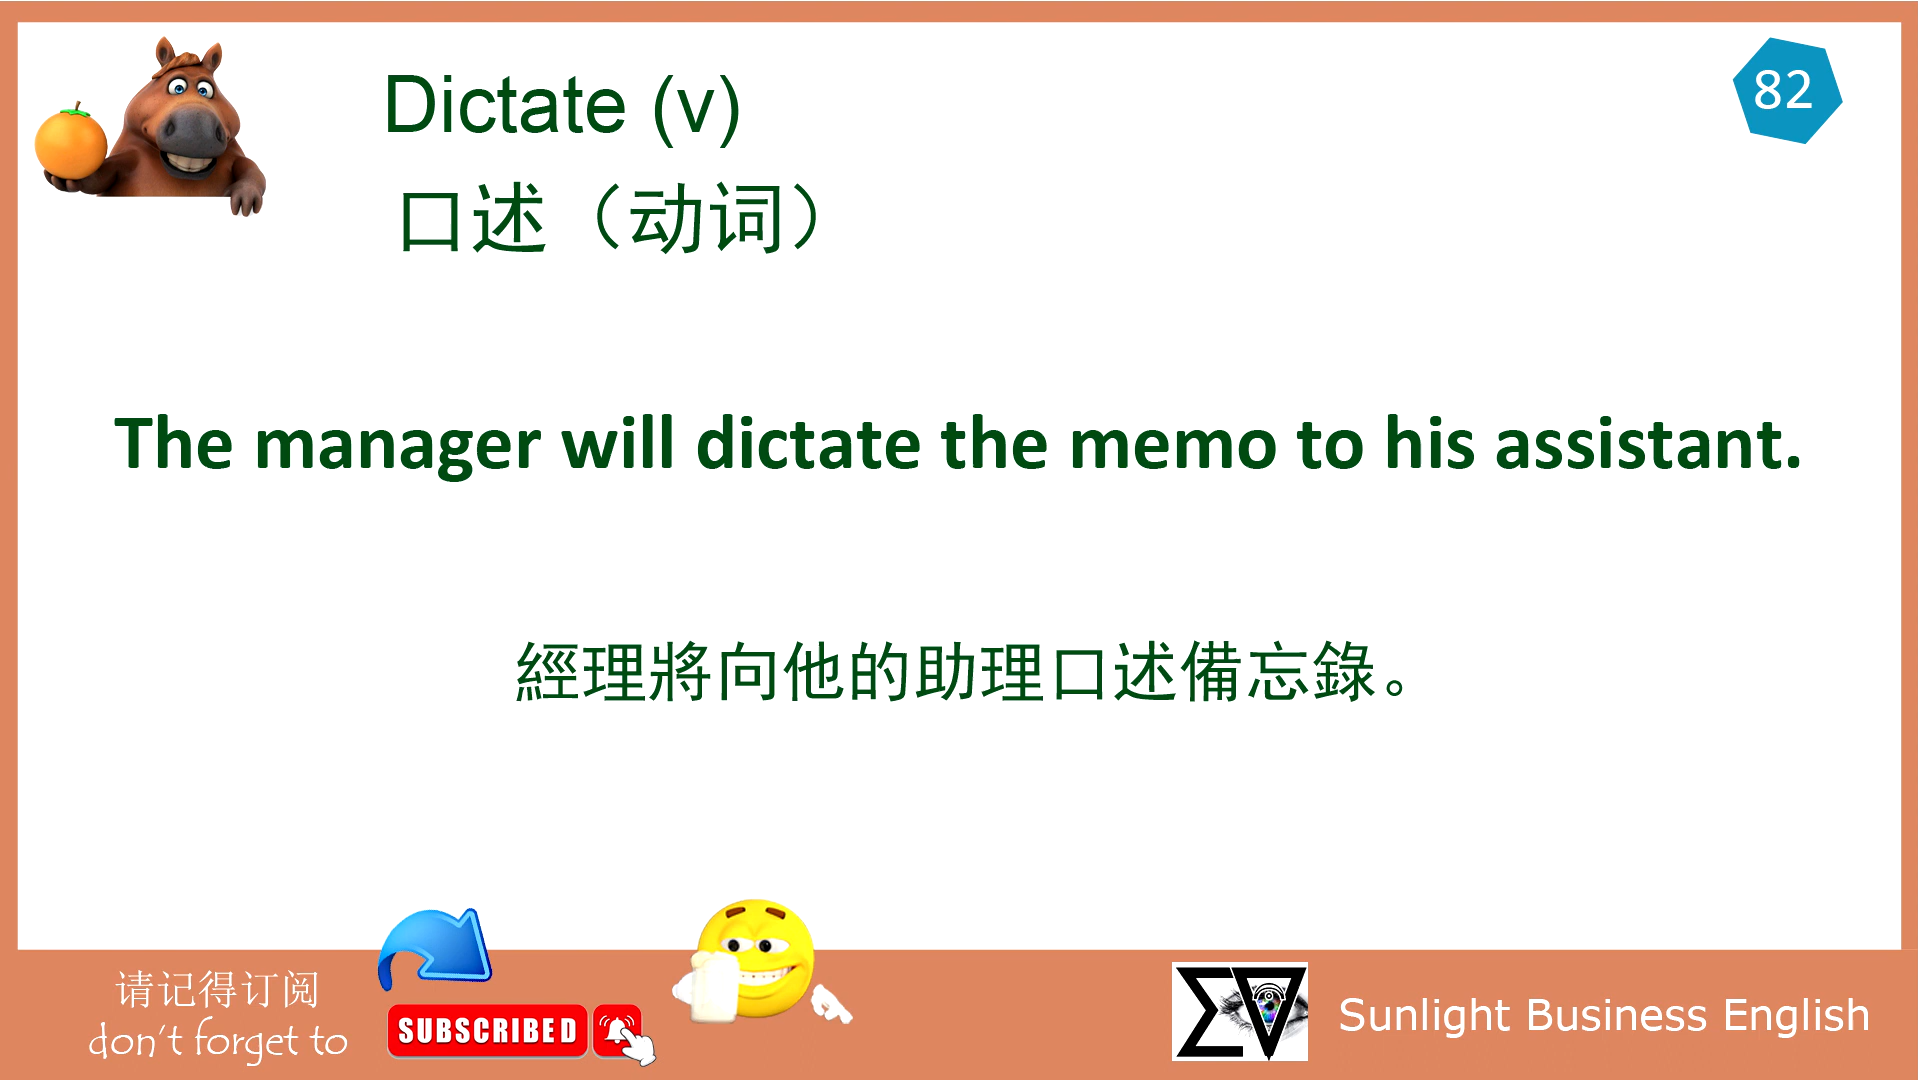 Dictate (v)
82
口述（动词）
The manager will dictate the memo to his assistant.
經理將向他的助理口述備忘錄。
请记得订阅
don't forget to
SUBSCRIBED
Sunlight Business English